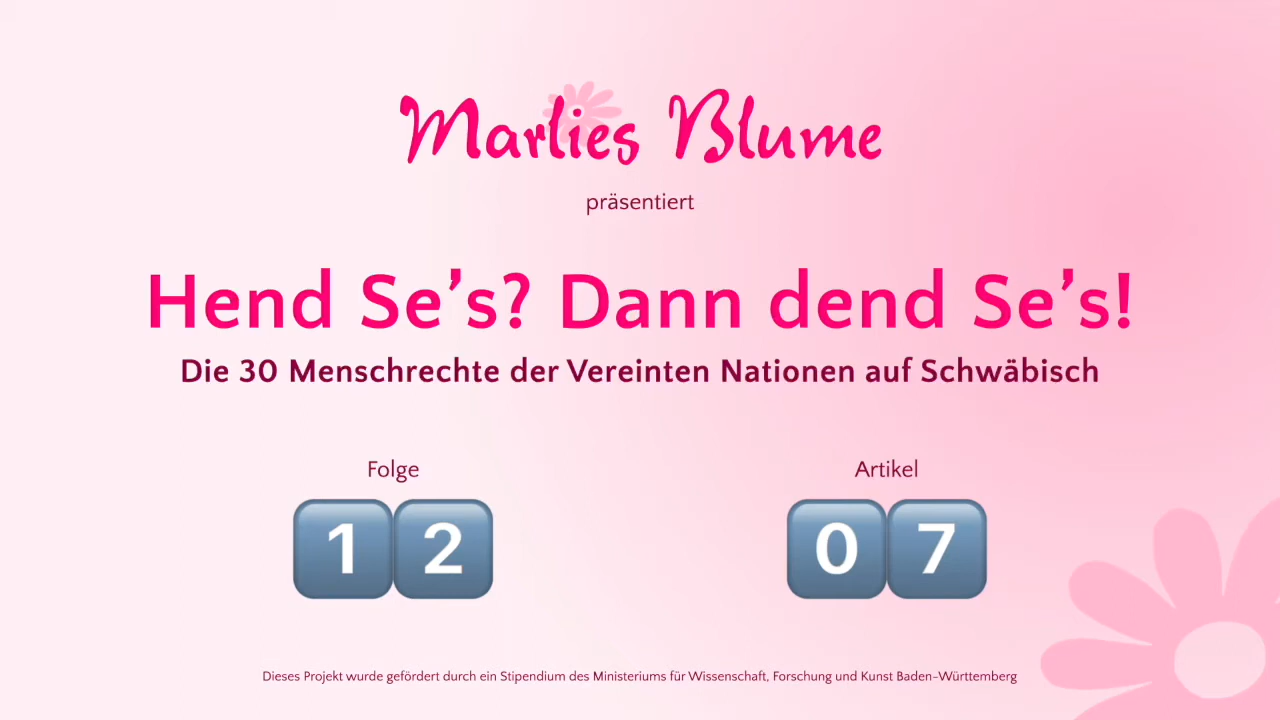 Marlies Blume
präsentiert
Hend Se’s? Dann dend Se’s!
Die 30 Menschrechte der Vereinten Nationen auf Schwäbisch
Folge
12
Artikel
07
Dieses Projekt wurde gefördert durch ein Stipendium des Ministeriums für Wissenschaft, Forschung und Kunst Baden-Württemberg